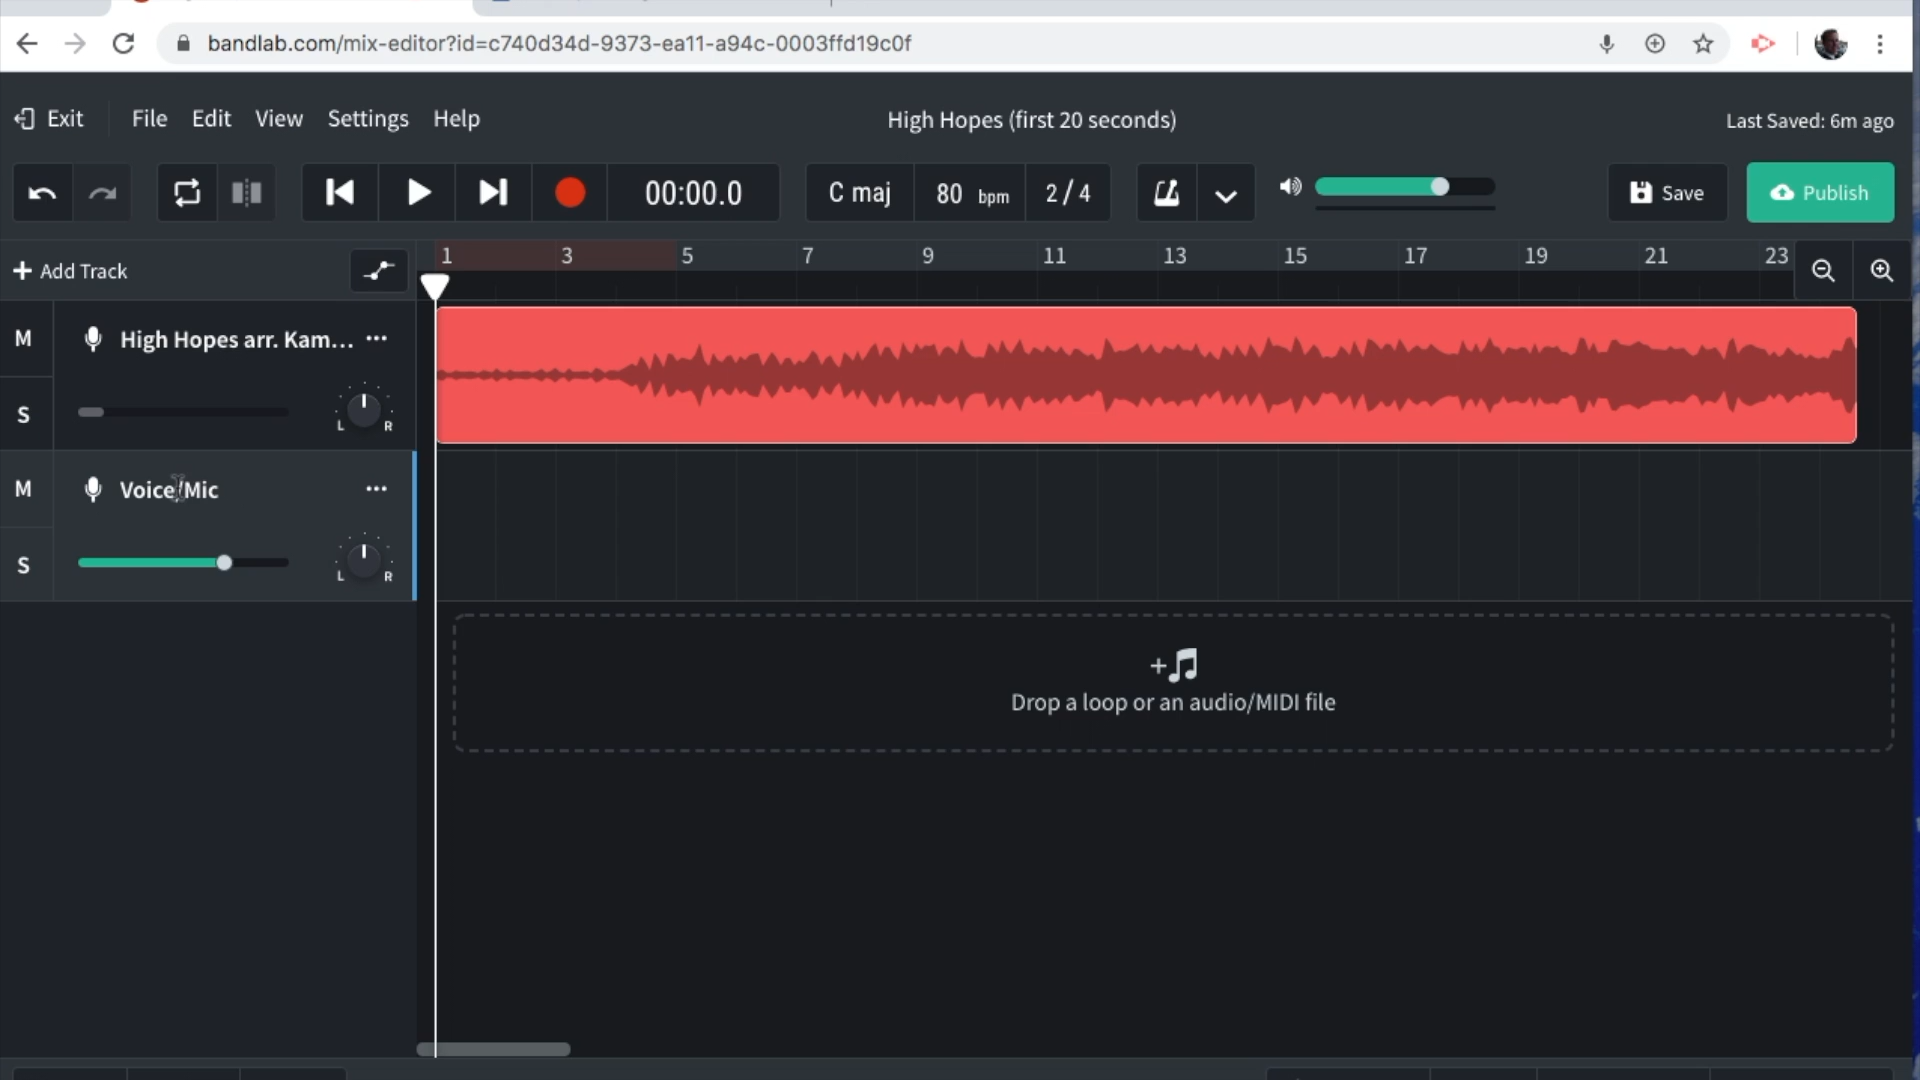 bandlab.com/mix-editor?id=c740d34d-9373-ea11-a94c-0003ffd19c0f
Exit File Edit View Settings Help High Hopes (first 20 seconds) Last Saved: 6m ago
00:00.0 C maj 80 bpm 2 / 4 Save Publish
+ Add Track 1 3 5 7 9 11 13 15 17 19 21 23
M High Hopes arr. Kam... ···
S L R
M Voice/Mic ···
S L R
Drop a loop or an audio/MIDI file